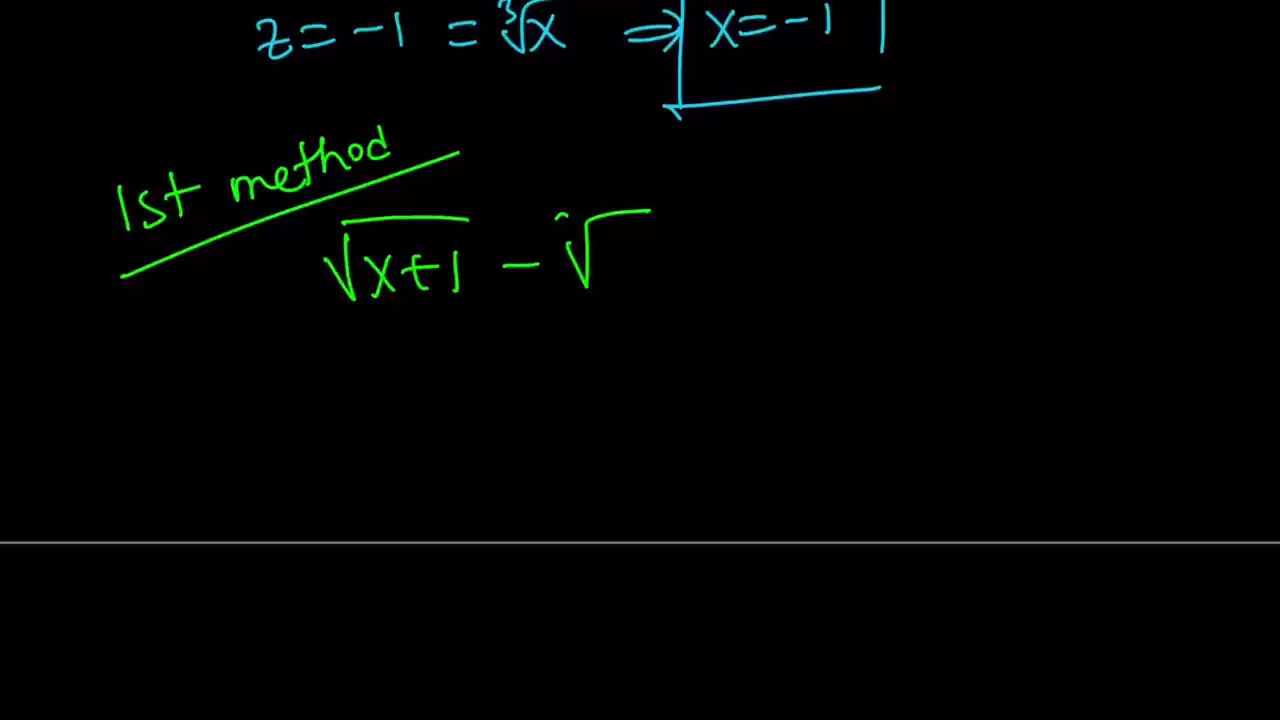 z = -1 = ∛x ⇒ x = -1
1st method
√(x+1) - √